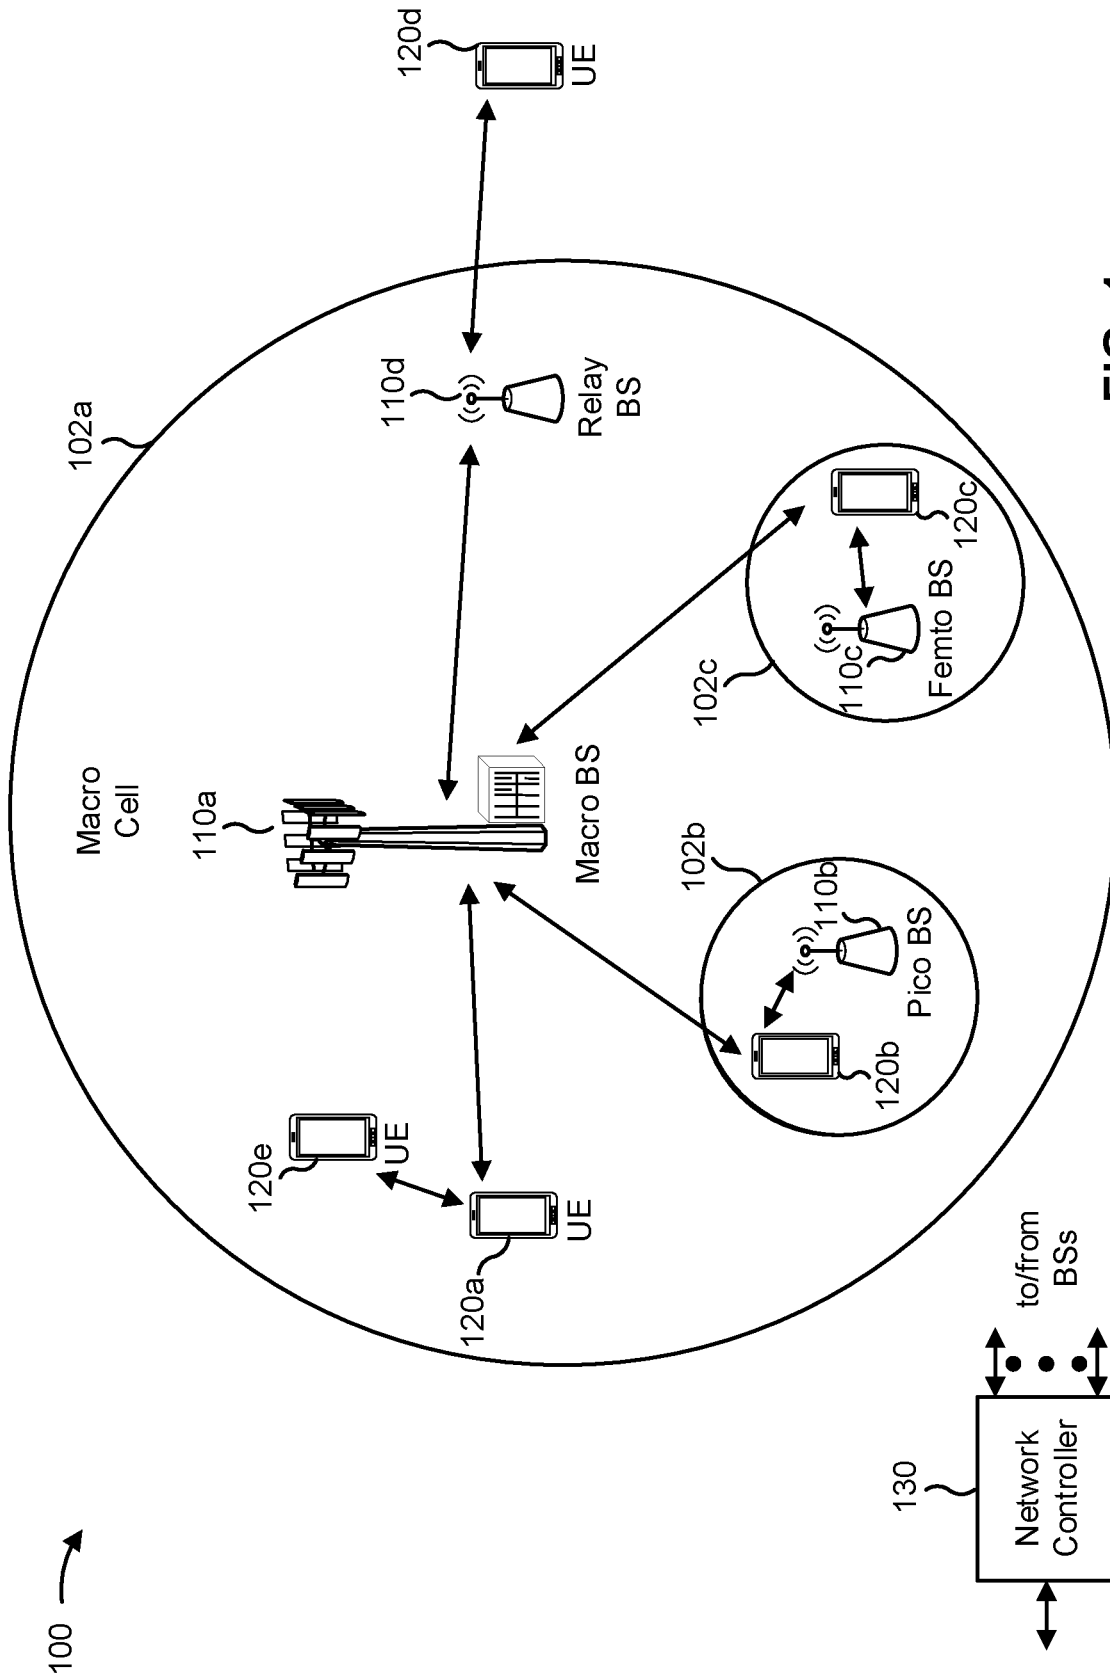 100
102a
Macro
Cell
110a
120e
110d
120d
UE
120a
UE
Macro BS
Relay
BS
UE
102b
102c
110b
110c
120b
120c
130
Pico BS
Femto BS
to/from
BSs
Network
Controller
FIG.